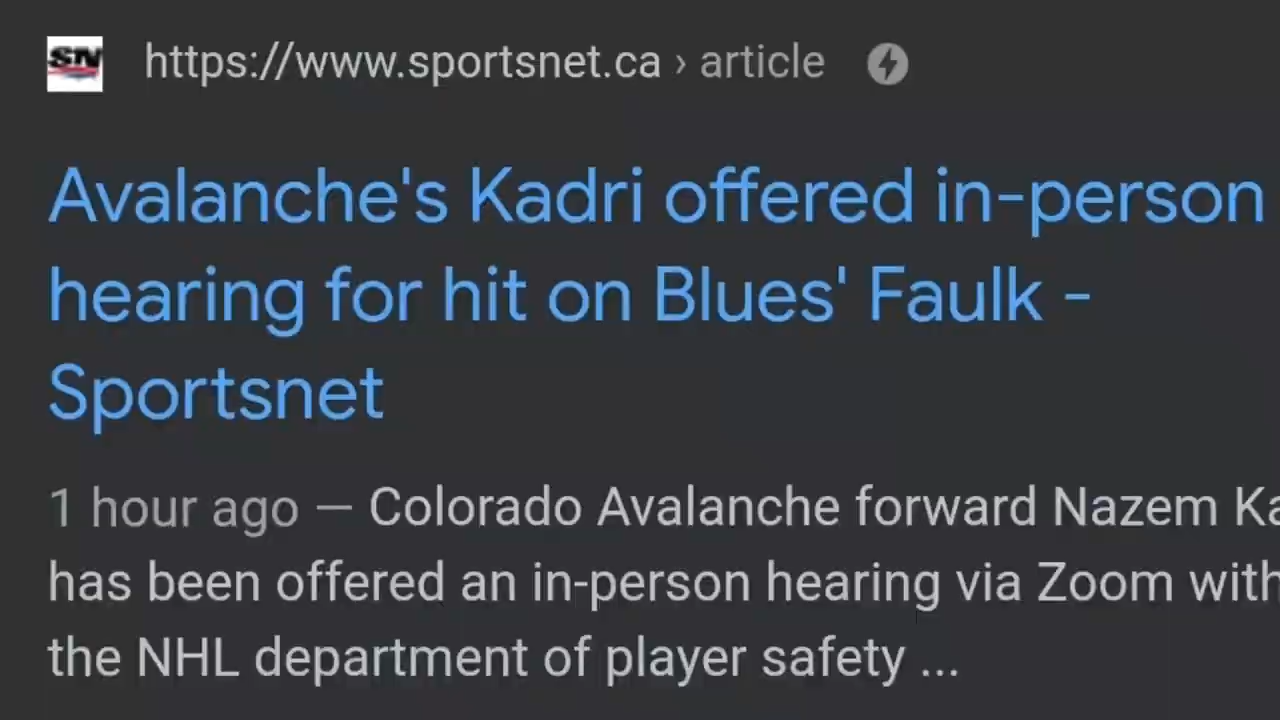 SN
https://www.sportsnet.ca › article
Avalanche's Kadri offered in-person
hearing for hit on Blues' Faulk -
Sportsnet
1 hour ago — Colorado Avalanche forward Nazem Ka
has been offered an in-person hearing via Zoom with
the NHL department of player safety ...